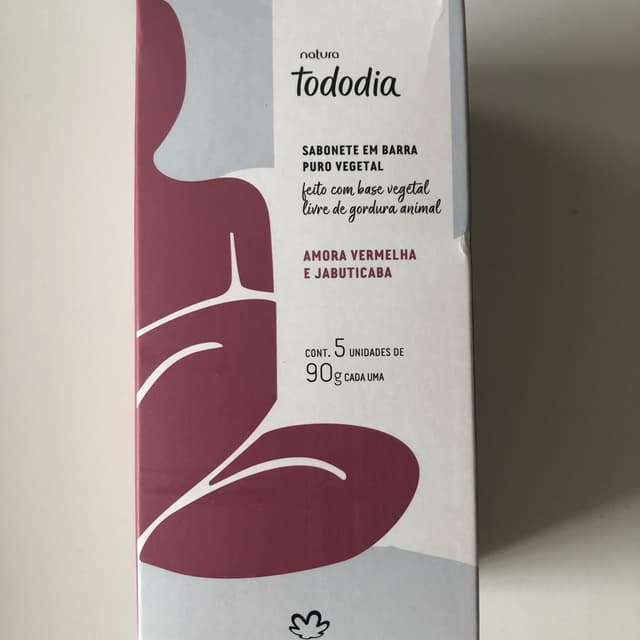 natura
tododia
SABONETE EM BARRA
PURO VEGETAL
feito com base vegetal
livre de gordura animal
AMORA VERMELHA
E JABUTICABA
CONT. 5 UNIDADES DE
90g CADA UMA